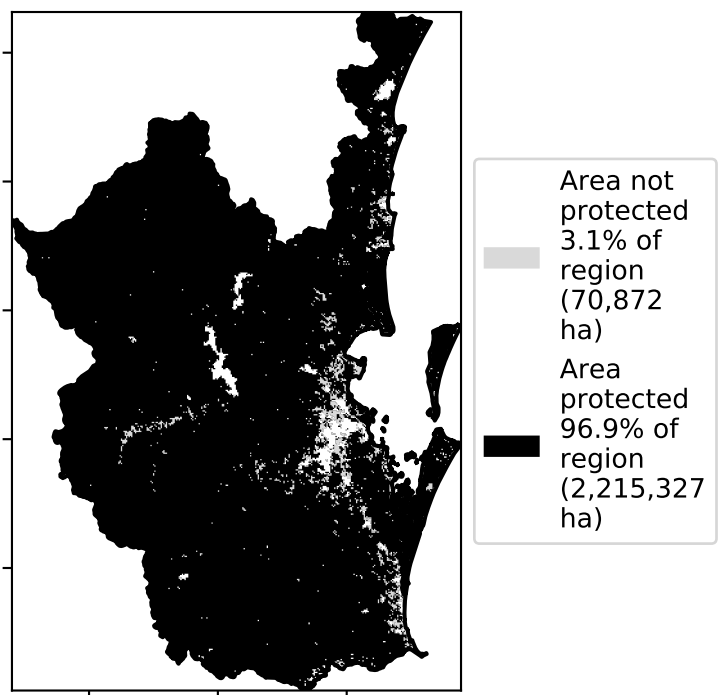 Area not
protected
3.1% of
region
(70,872
ha)
Area
protected
96.9% of
region
(2,215,327
ha)